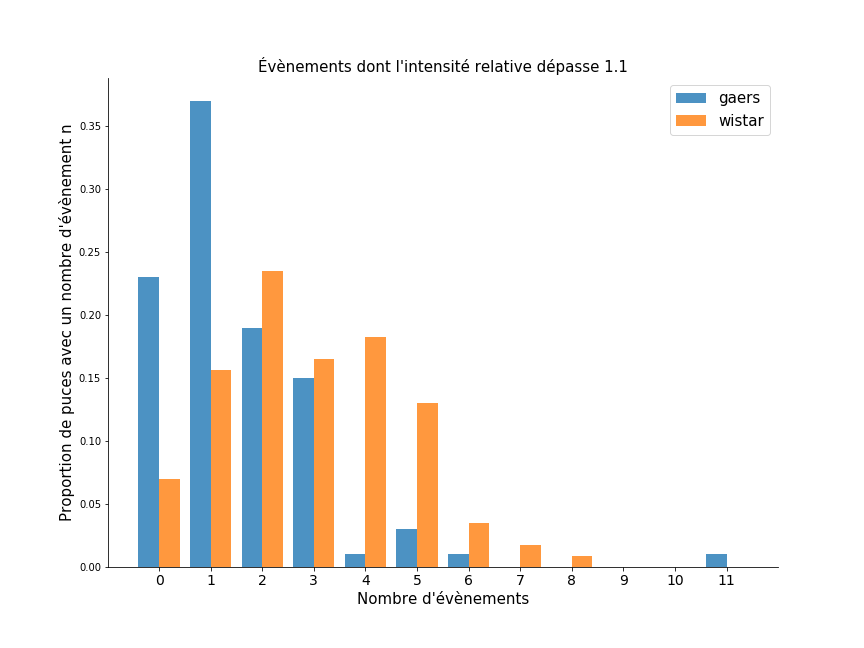 Évènements dont l'intensité relative dépasse 1.1
gaers
wistar
Proportion de puces avec un nombre d'évènement n
0.35
0.30
0.25
0.20
0.15
0.10
0.05
0.00
0 1 2 3 4 5 6 7 8 9 10 11
Nombre d'évènements